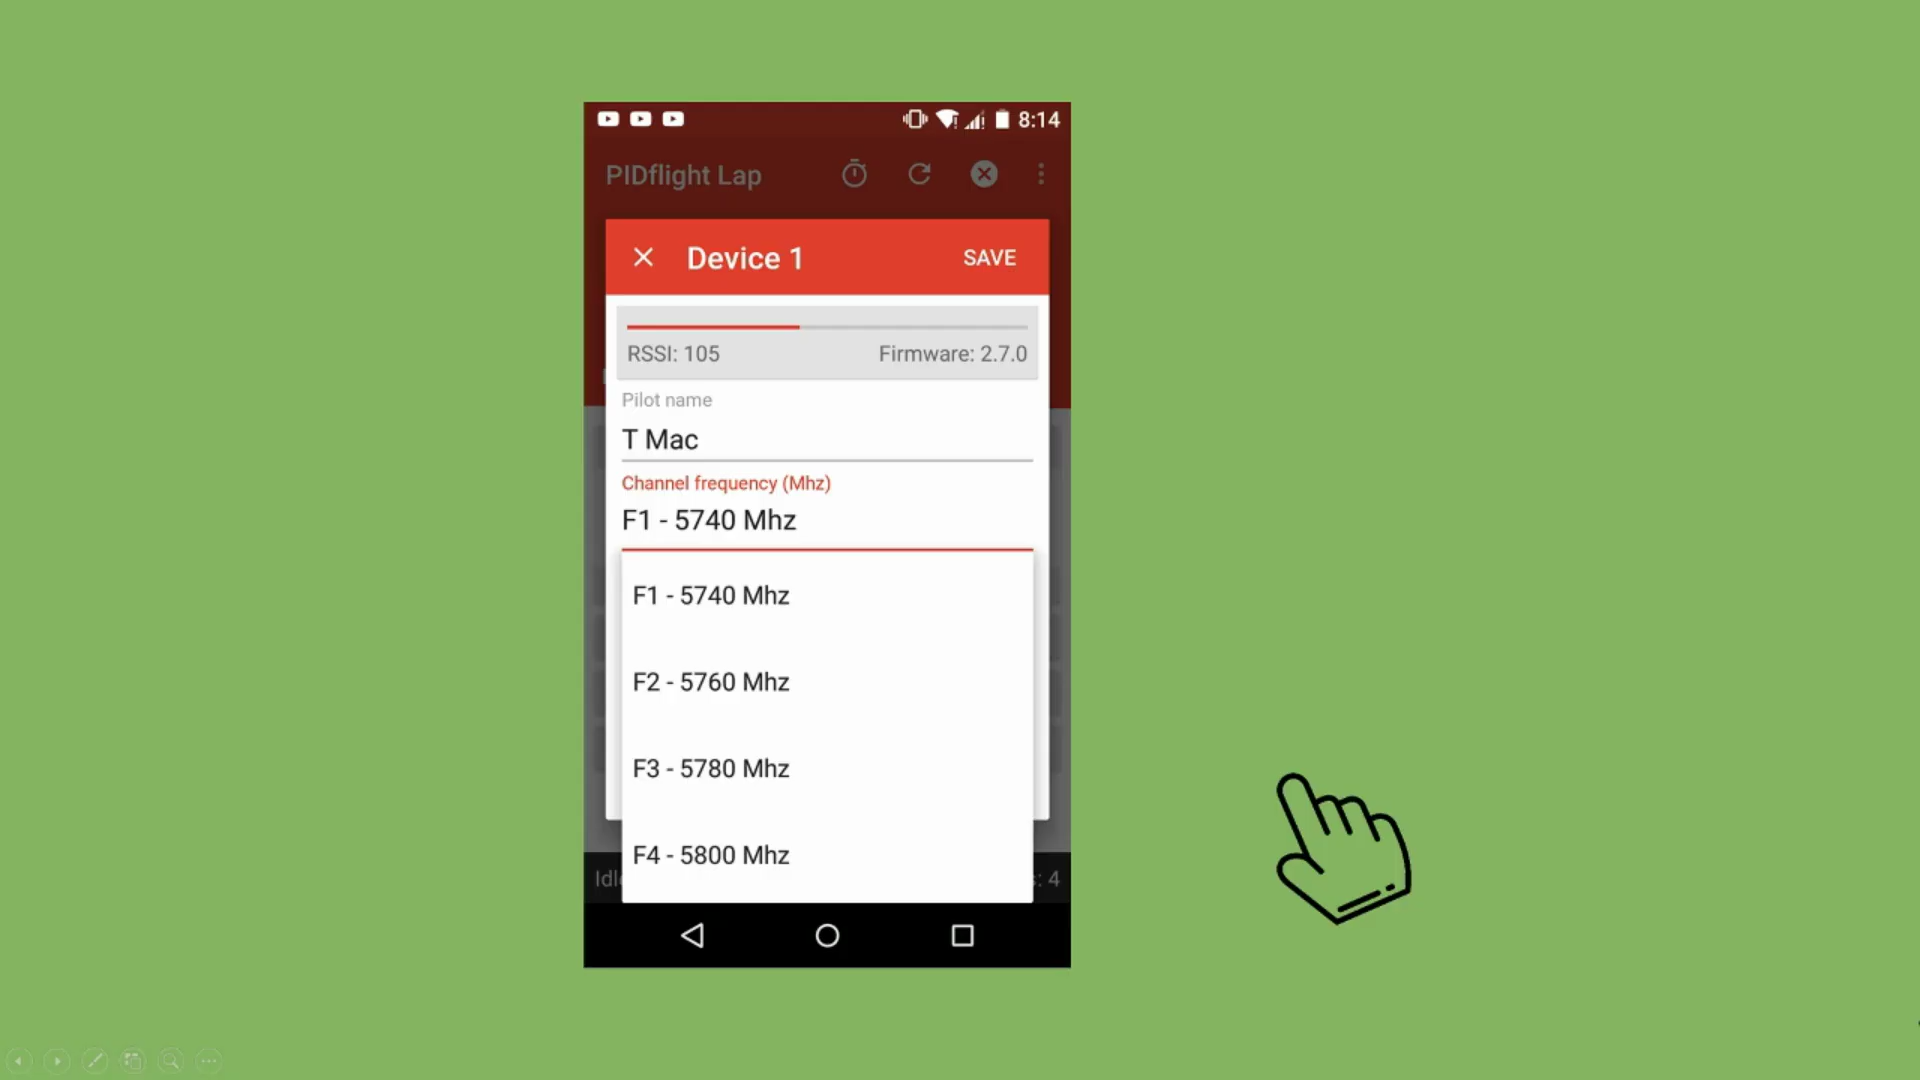 8:14
PIDflight Lap
Device 1 SAVE
RSSI: 105 Firmware: 2.7.0
Pilot name
T Mac
Channel frequency (Mhz)
F1 - 5740 Mhz
F1 - 5740 Mhz
F2 - 5760 Mhz
F3 - 5780 Mhz
F4 - 5800 Mhz
: 4